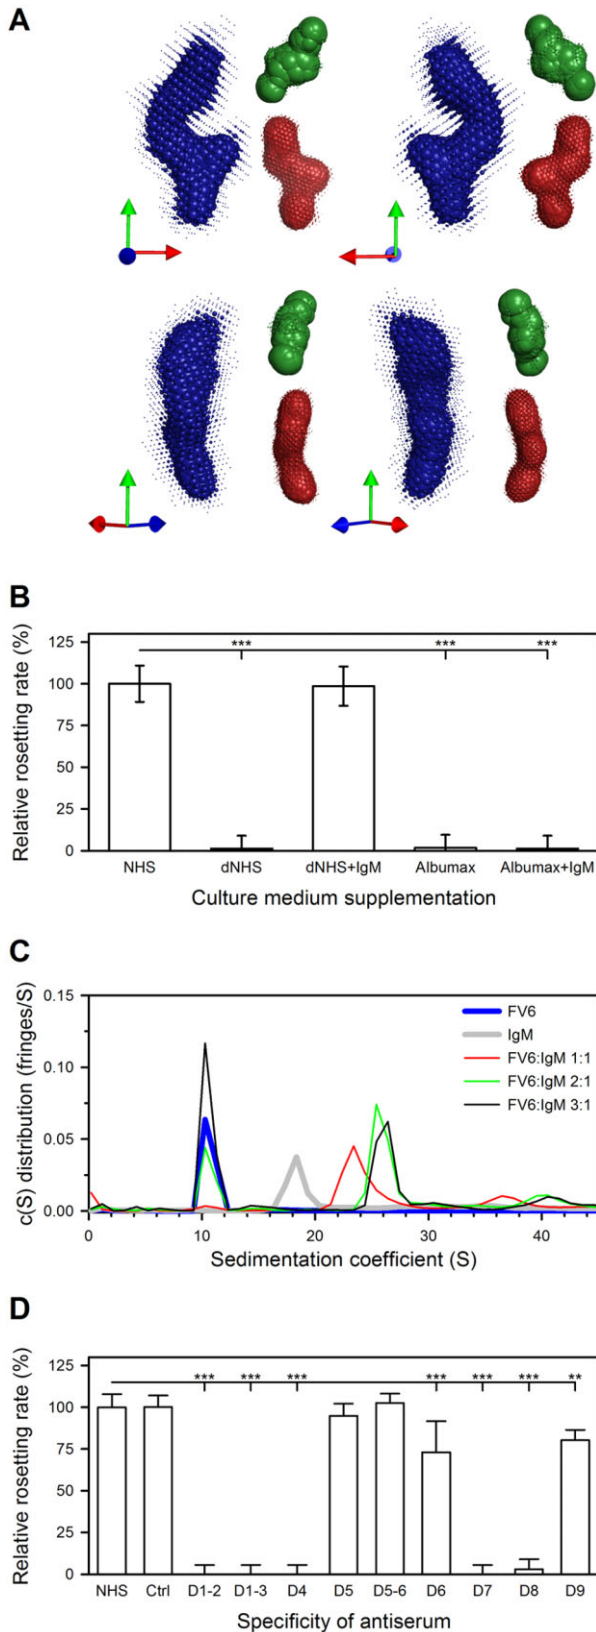 A
B
Relative rosetting rate (%)
125
100
75
50
25
0
*** *** ***
NHS dNHS dNHS+IgM Albumax Albumax+IgM
Culture medium supplementation
C
c(S) distribution (fringes/S)
0.15
0.10
0.05
0.00
FV6
IgM
FV6:IgM 1:1
FV6:IgM 2:1
FV6:IgM 3:1
0 10 20 30 40
Sedimentation coefficient (S)
D
Relative rosetting rate (%)
125
100
75
50
25
0
*** *** *** *** *** *** **
NHS Ctrl D1-2 D1-3 D4 D5 D5-6 D6 D7 D8 D9
Specificity of antiserum